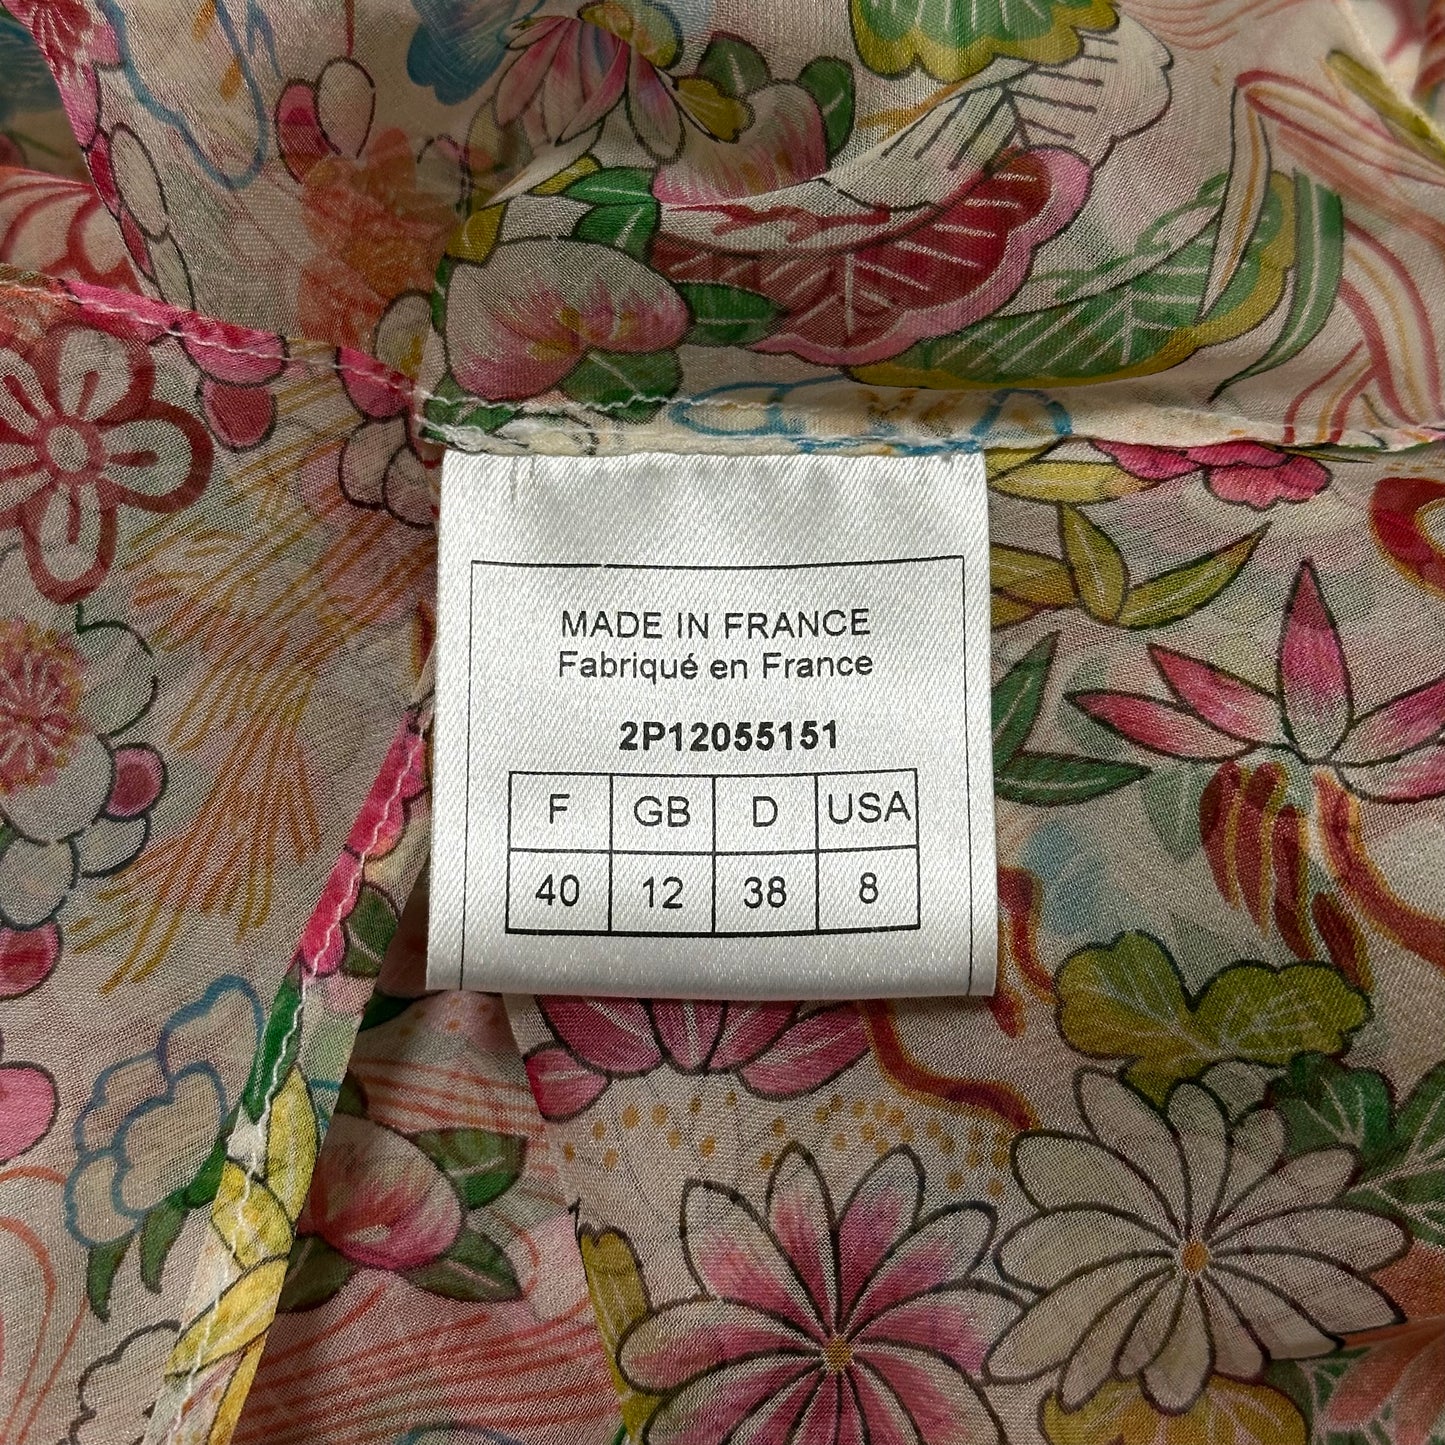 MADE IN FRANCE
Fabriqué en France
2P12055151
F GB D USA
40 12 38 8